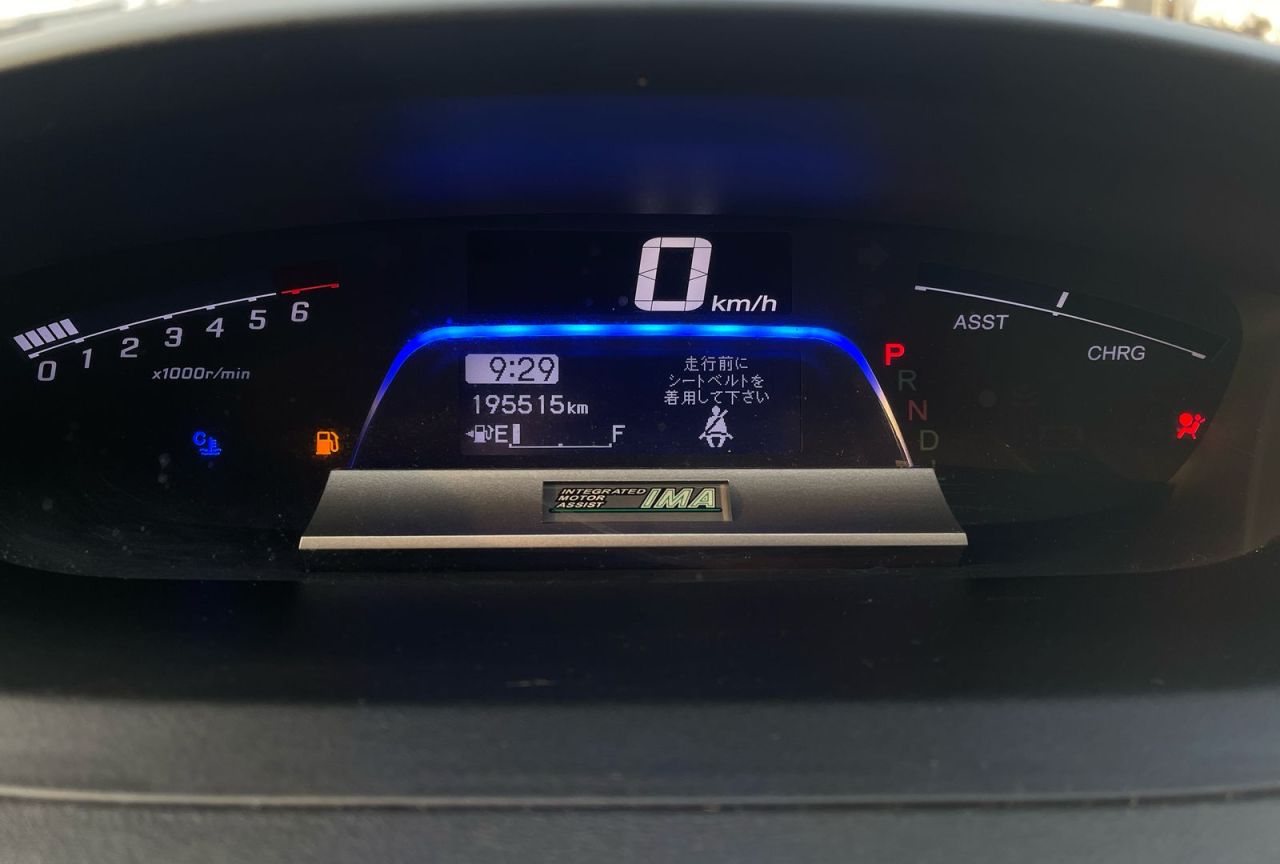 0
km/h
0 1 2 3 4 5 6
x1000r/min
ASST
CHRG
9:29
195515km
E F
走行前に
シートベルトを
着用して下さい
P
R
N
D
C
INTEGRATED
MOTOR
ASSIST
IMA